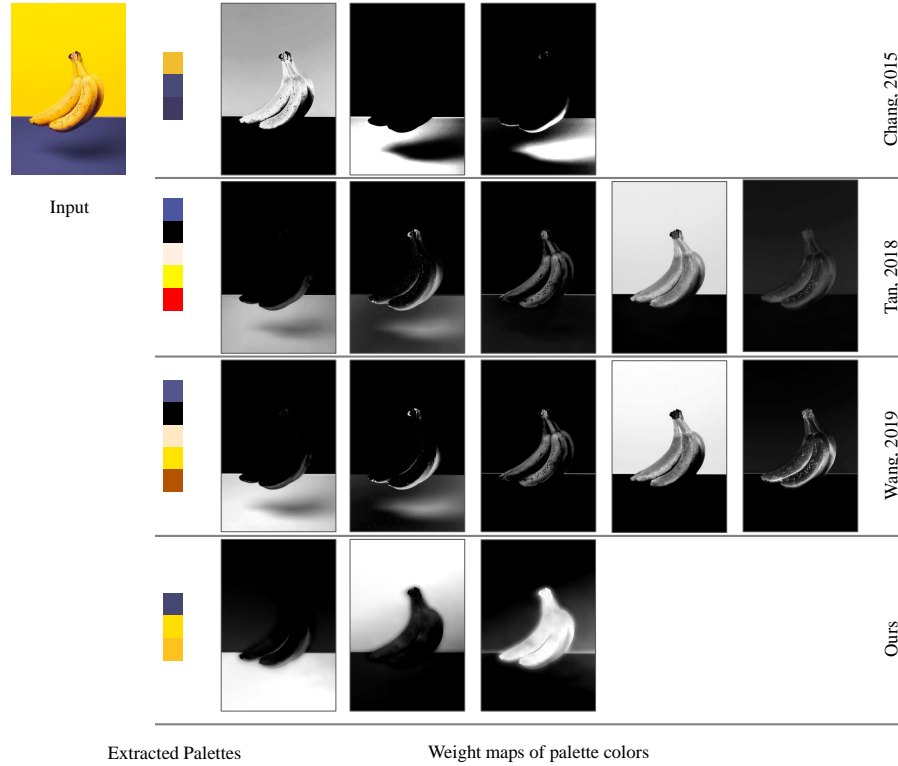 Input
Chang, 2015
Tan, 2018
Wang, 2019
Ours
Extracted Palettes
Weight maps of palette colors